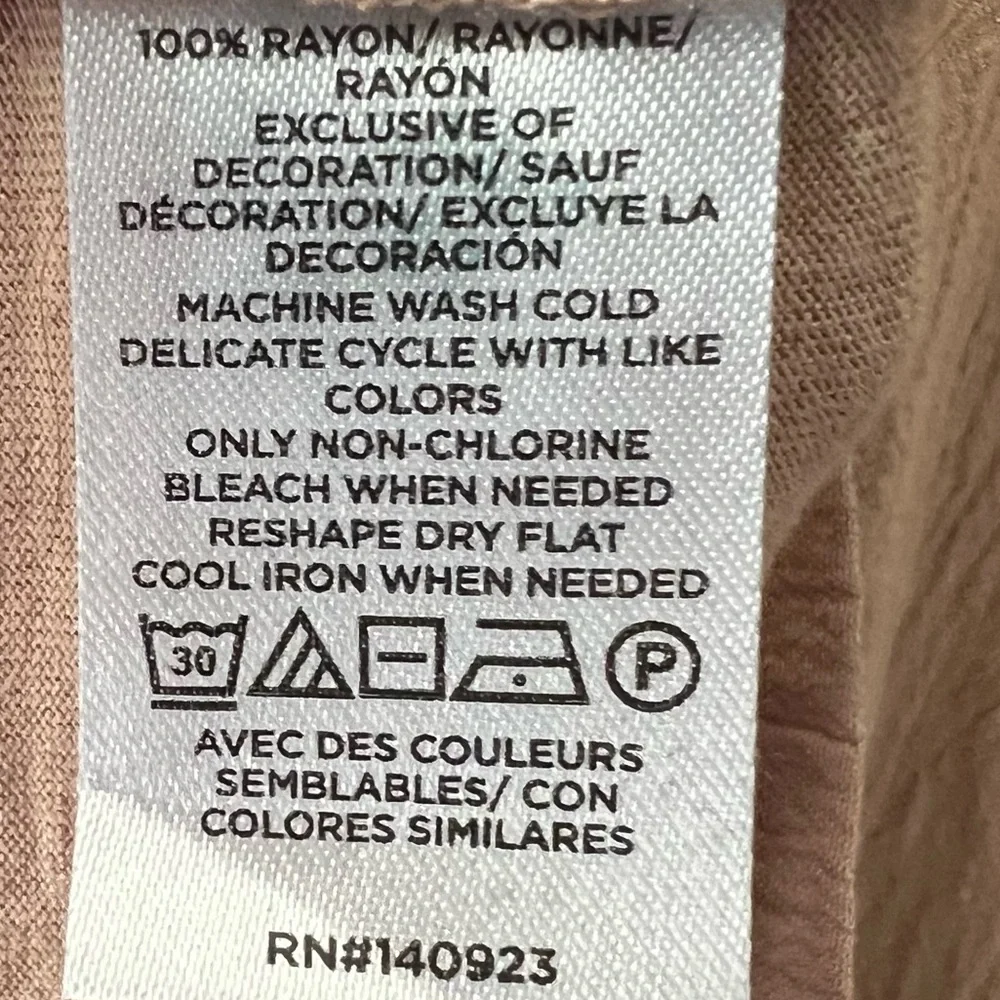 100% RAYON/ RAYONNE/
RAYÓN
EXCLUSIVE OF
DECORATION/ SAUF
DÉCORATION/ EXCLUYE LA
DECORACIÓN
MACHINE WASH COLD
DELICATE CYCLE WITH LIKE
COLORS
ONLY NON-CHLORINE
BLEACH WHEN NEEDED
RESHAPE DRY FLAT
COOL IRON WHEN NEEDED
30 P
AVEC DES COULEURS
SEMBLABLES/ CON
COLORES SIMILARES
RN#140923